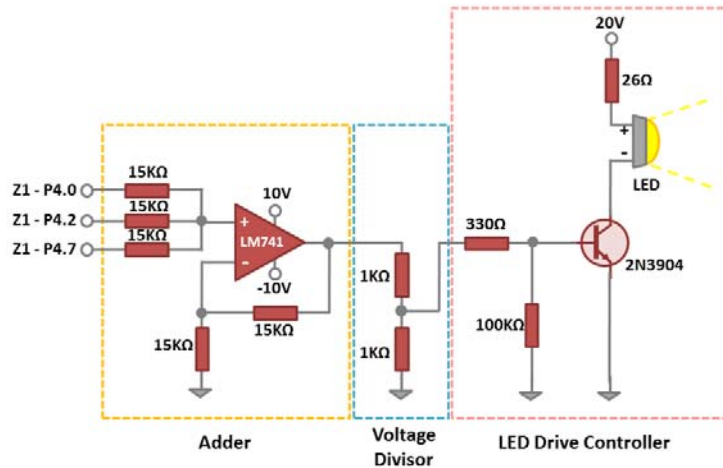 20V
26Ω
+
-
LED
Z1 - P4.0
15KΩ
Z1 - P4.2
15KΩ
Z1 - P4.7
15KΩ
10V
+
LM741
-
-10V
330Ω
2N3904
1KΩ
15KΩ
15KΩ
1KΩ
100KΩ
Adder
Voltage
Divisor
LED Drive Controller